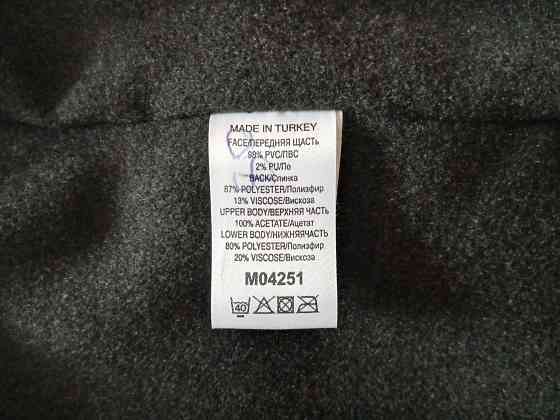 MADE IN TURKEY
FACE/ПЕРЕДНЯЯ ЩАСТЬ
98% PVC/ПВС
2% PU/По
BACK/Спинка
87% POLYESTER/Полиэфир
13% VISCOSE/Вискоза
UPPER BODY/ВЕРХНЯЯ ЧАСТЬ
100% ACETATE/Ацетат
LOWER BODY/НИЖНЯЯЧАСТЬ
80% POLYESTER/Полиэфир
20% VISCOSE/Вискоза
M04251
40